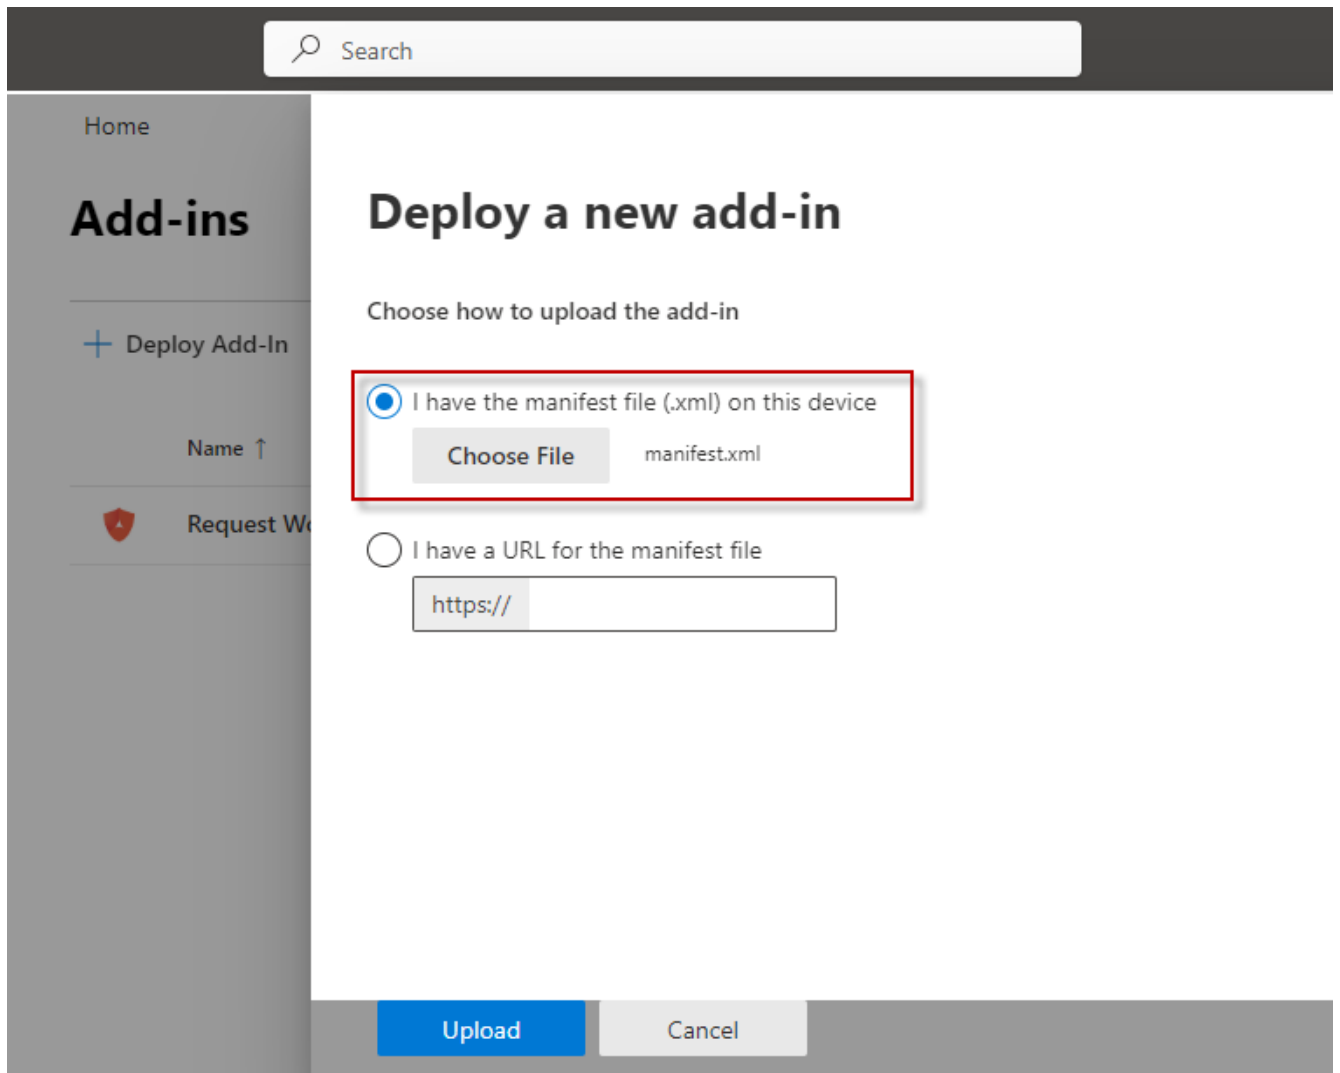 Search
Home
Add-ins
Deploy Add-In
Name ↑
Request
Deploy a new add-in
Choose how to upload the add-in
I have the manifest file (.xml) on this device
Choose File manifest.xml
I have a URL for the manifest file
https://
Upload Cancel